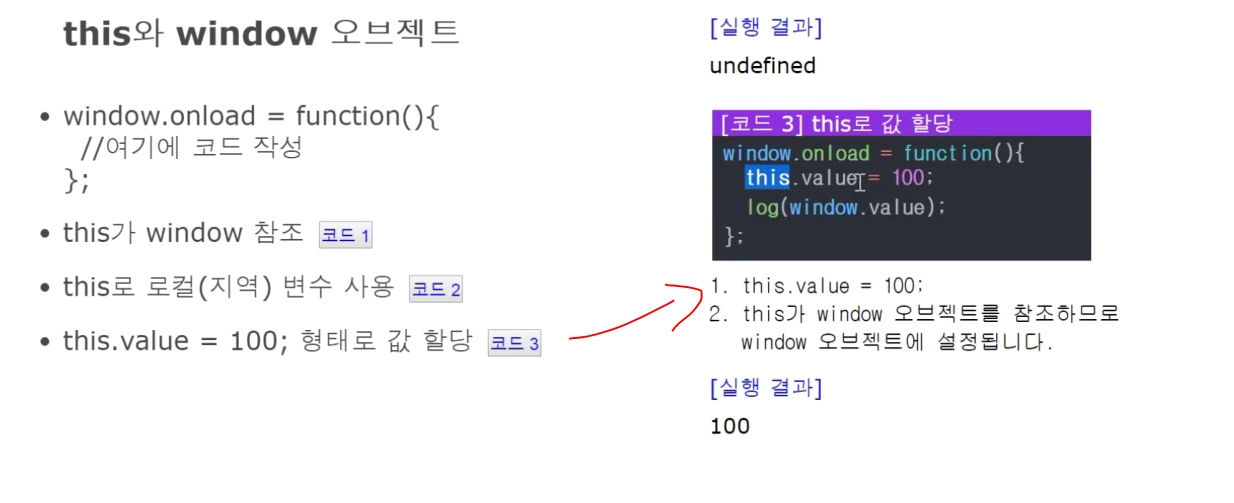 this와 window 오브젝트
• window.onload = function(){
//여기에 코드 작성
};
• this가 window 참조 코드 1
• this로 로컬(지역) 변수 사용 코드 2
• this.value = 100; 형태로 값 할당 코드 3
[실행 결과]
undefined
[코드 3] this로 값 할당
window.onload = function(){
this.value = 100;
log(window.value);
};
1. this.value = 100;
2. this가 window 오브젝트를 참조하므로
window 오브젝트에 설정됩니다.
[실행 결과]
100